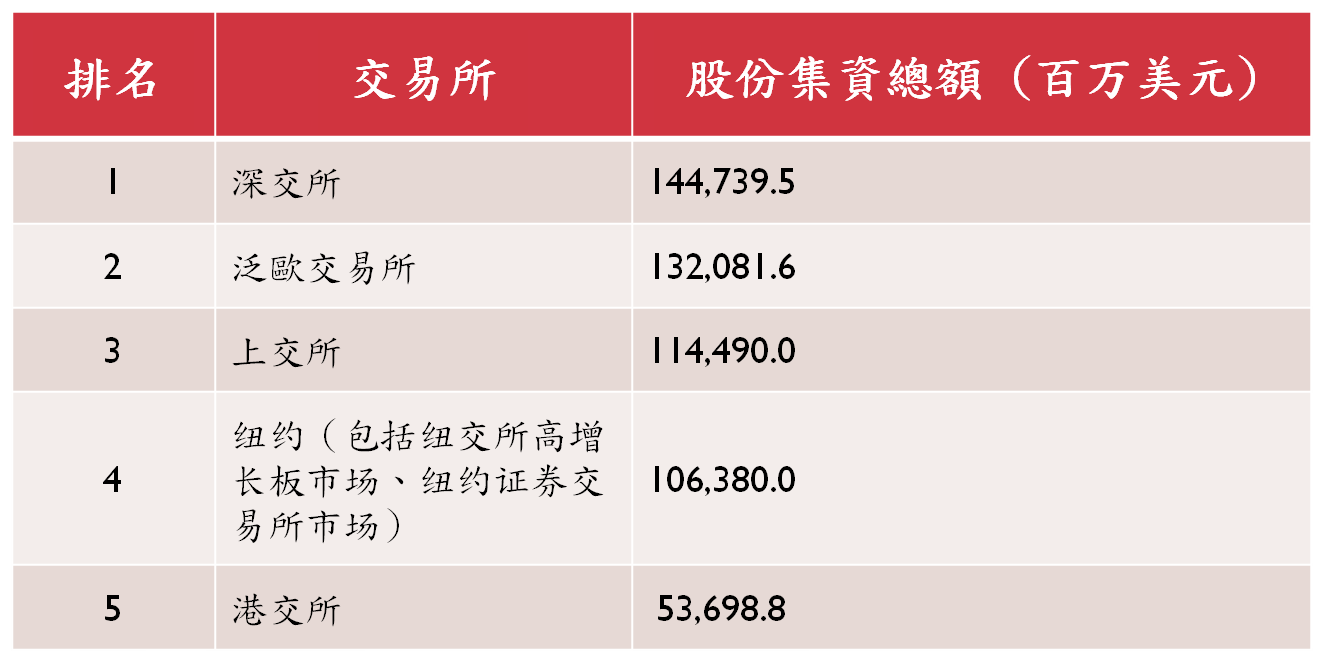 排名 交易所 股份集資總額（百万美元）
1 深交所 144,739.5
2 泛歐交易所 132,081.6
3 上交所 114,490.0
4 纽约（包括纽交所高增
长板市场、纽约证券交
易所市场） 106,380.0
5 港交所 53,698.8